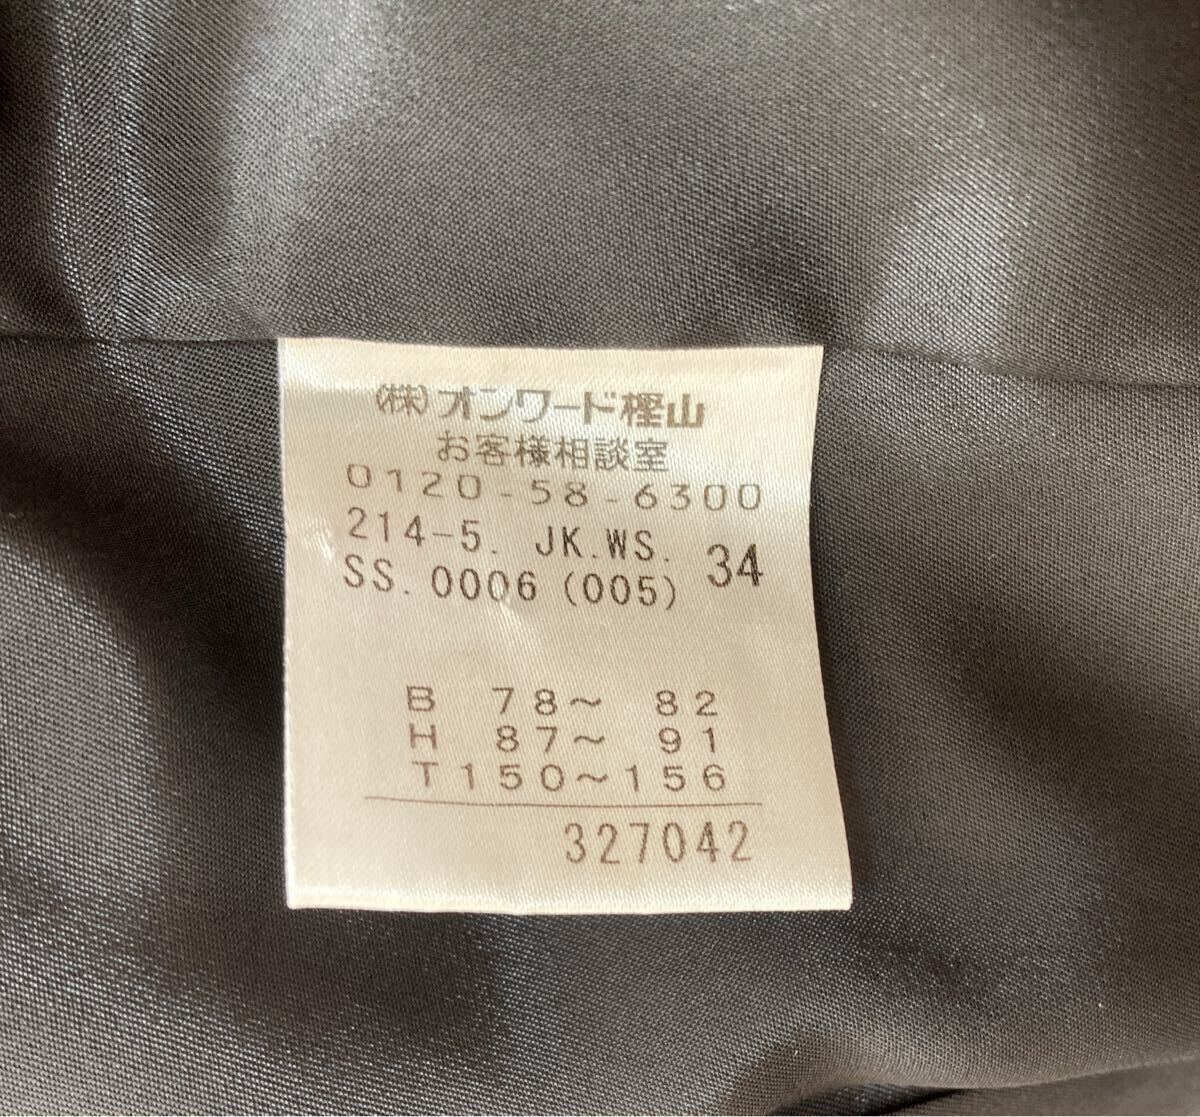 (株)オンワード樫山
お客様相談室
0120-58-6300
214-5. JK.WS. 34
SS.0006(005)
B 78～ 82
H 87～ 91
T150～156
327042